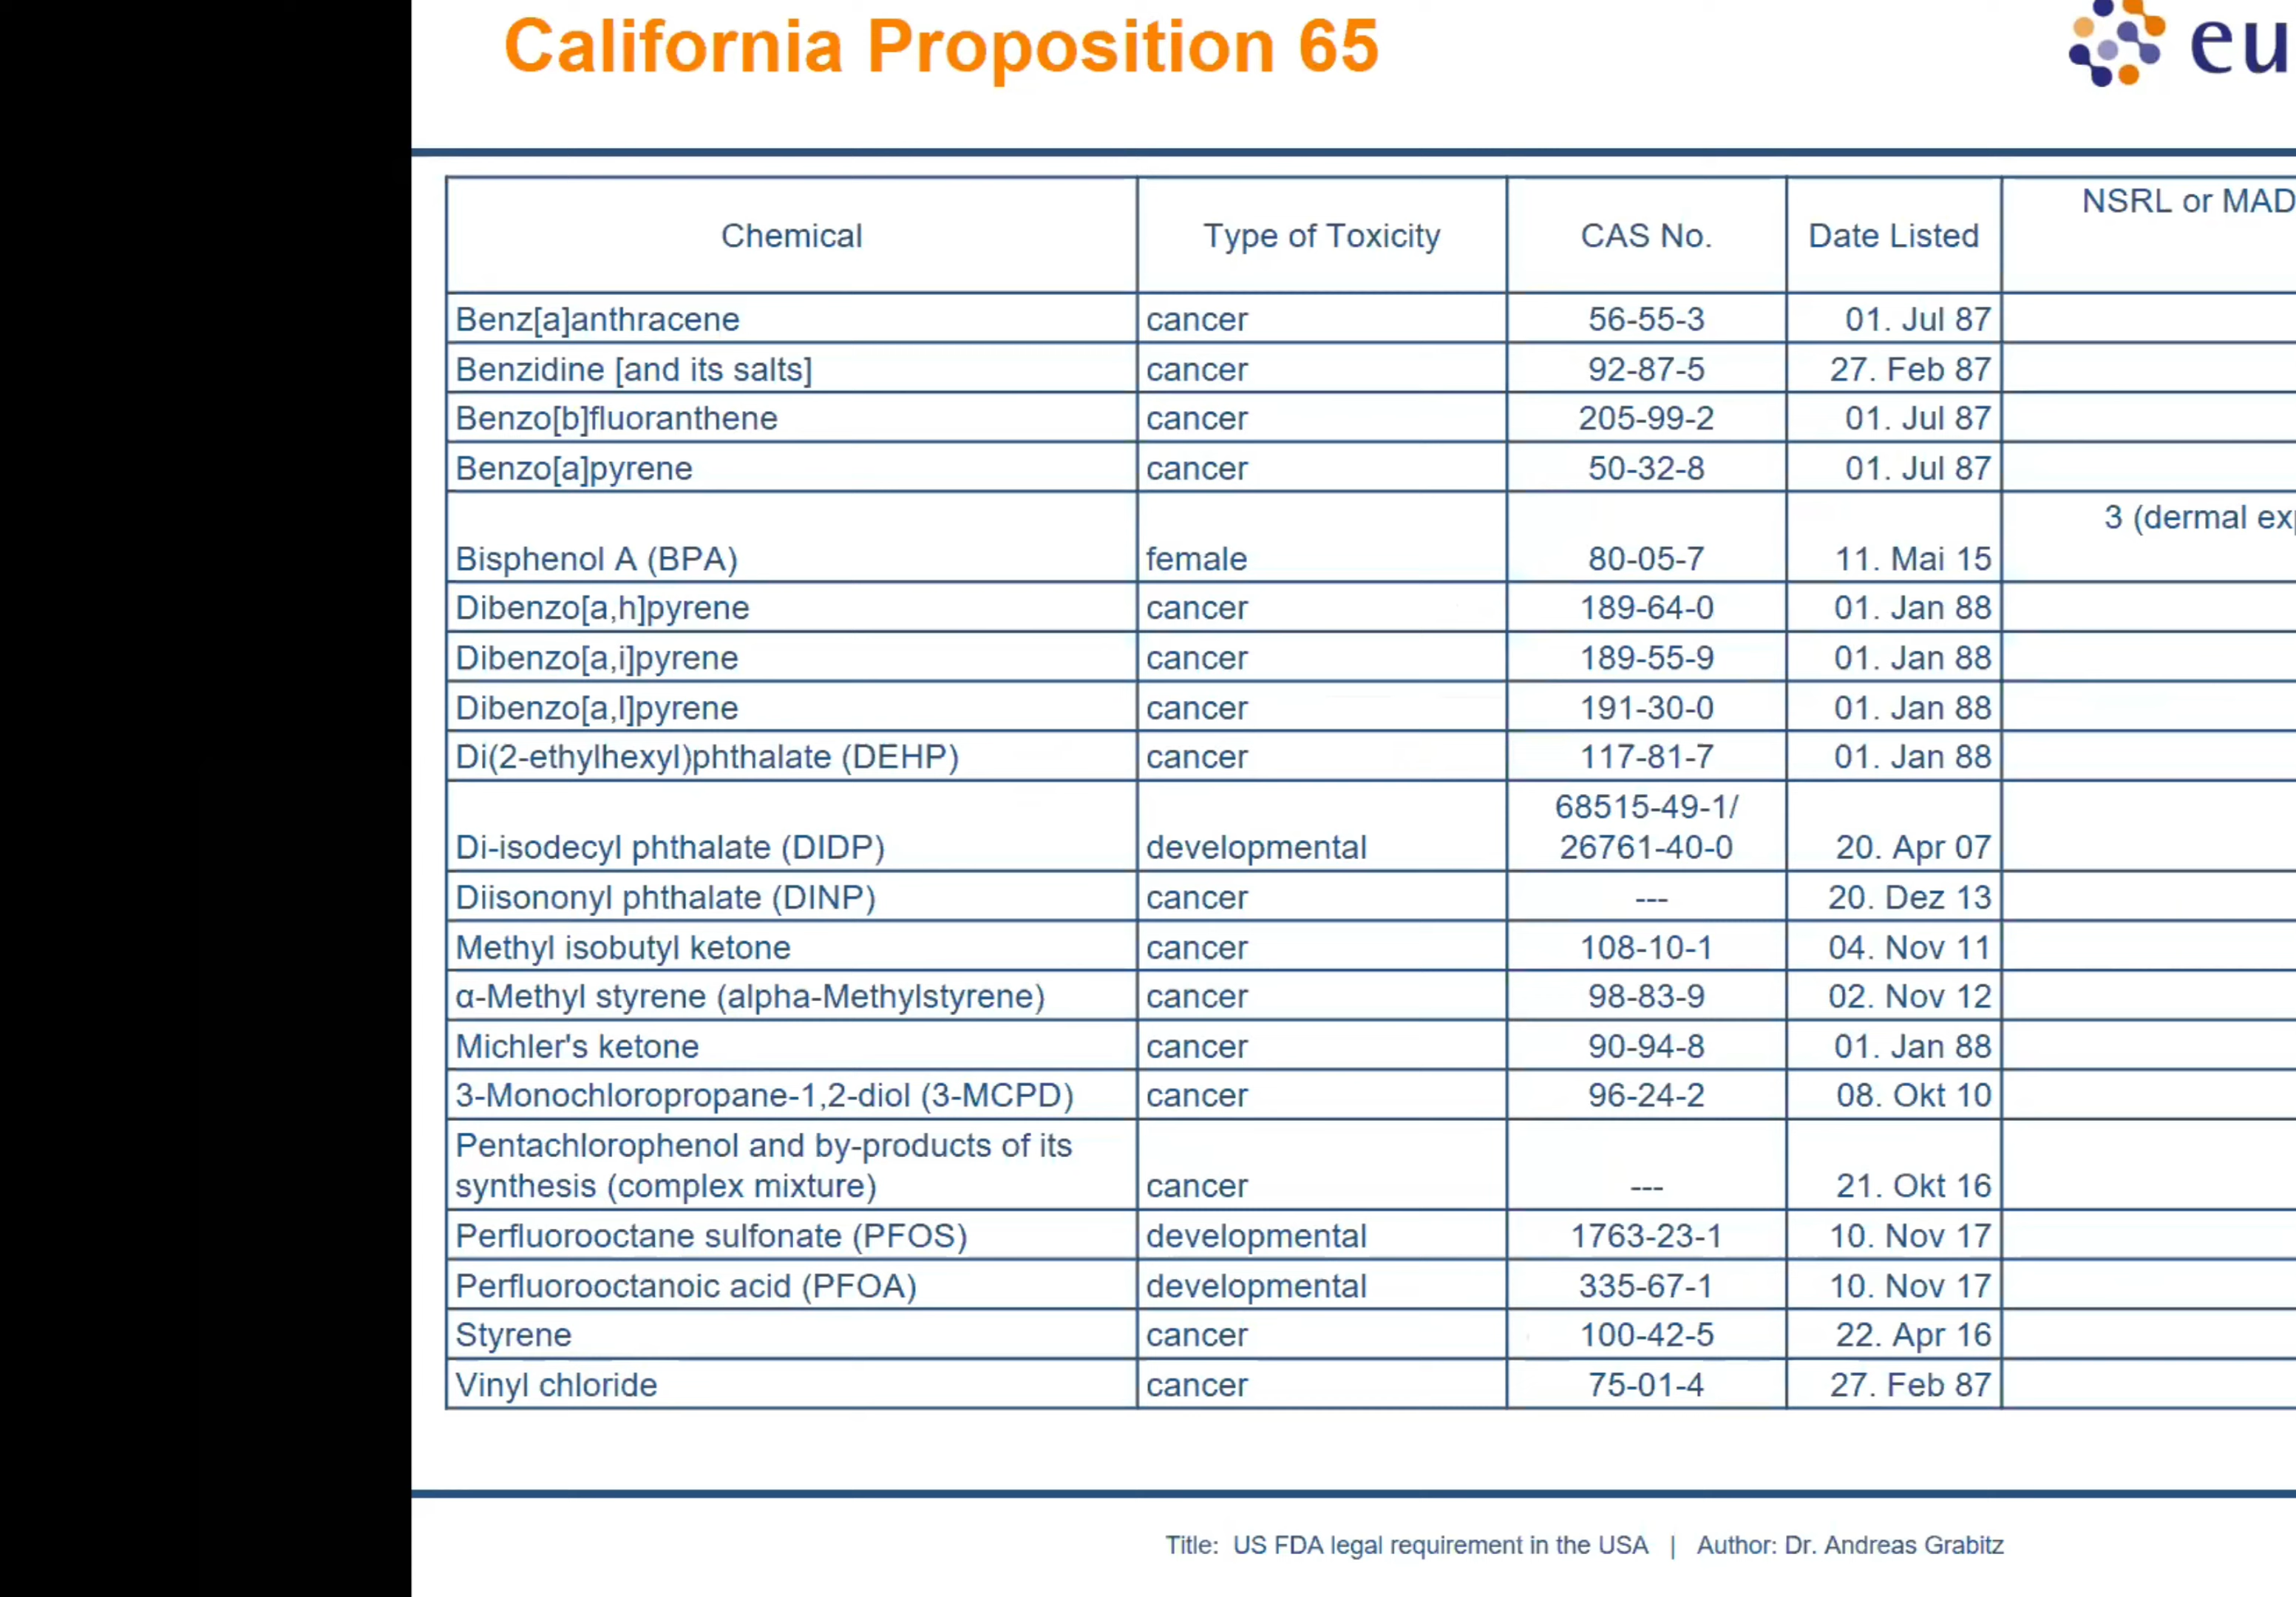 California Proposition 65
eu
Chemical Type of Toxicity CAS No. Date Listed NSRL or MAD
Benz[a]anthracene cancer 56-55-3 01. Jul 87
Benzidine [and its salts] cancer 92-87-5 27. Feb 87
Benzo[b]fluoranthene cancer 205-99-2 01. Jul 87
Benzo[a]pyrene cancer 50-32-8 01. Jul 87
3 (dermal exp
Bisphenol A (BPA) female 80-05-7 11. Mai 15
Dibenzo[a,h]pyrene cancer 189-64-0 01. Jan 88
Dibenzo[a,i]pyrene cancer 189-55-9 01. Jan 88
Dibenzo[a,l]pyrene cancer 191-30-0 01. Jan 88
Di(2-ethylhexyl)phthalate (DEHP) cancer 117-81-7 01. Jan 88
68515-49-1/
Di-isodecyl phthalate (DIDP) developmental 26761-40-0 20. Apr 07
Diisononyl phthalate (DINP) cancer --- 20. Dez 13
Methyl isobutyl ketone cancer 108-10-1 04. Nov 11
α-Methyl styrene (alpha-Methylstyrene) cancer 98-83-9 02. Nov 12
Michler's ketone cancer 90-94-8 01. Jan 88
3-Monochloropropane-1,2-diol (3-MCPD) cancer 96-24-2 08. Okt 10
Pentachlorophenol and by-products of its
synthesis (complex mixture) cancer --- 21. Okt 16
Perfluorooctane sulfonate (PFOS) developmental 1763-23-1 10. Nov 17
Perfluorooctanoic acid (PFOA) developmental 335-67-1 10. Nov 17
Styrene cancer 100-42-5 22. Apr 16
Vinyl chloride cancer 75-01-4 27. Feb 87
Title: US FDA legal requirement in the USA | Author: Dr. Andreas Grabitz